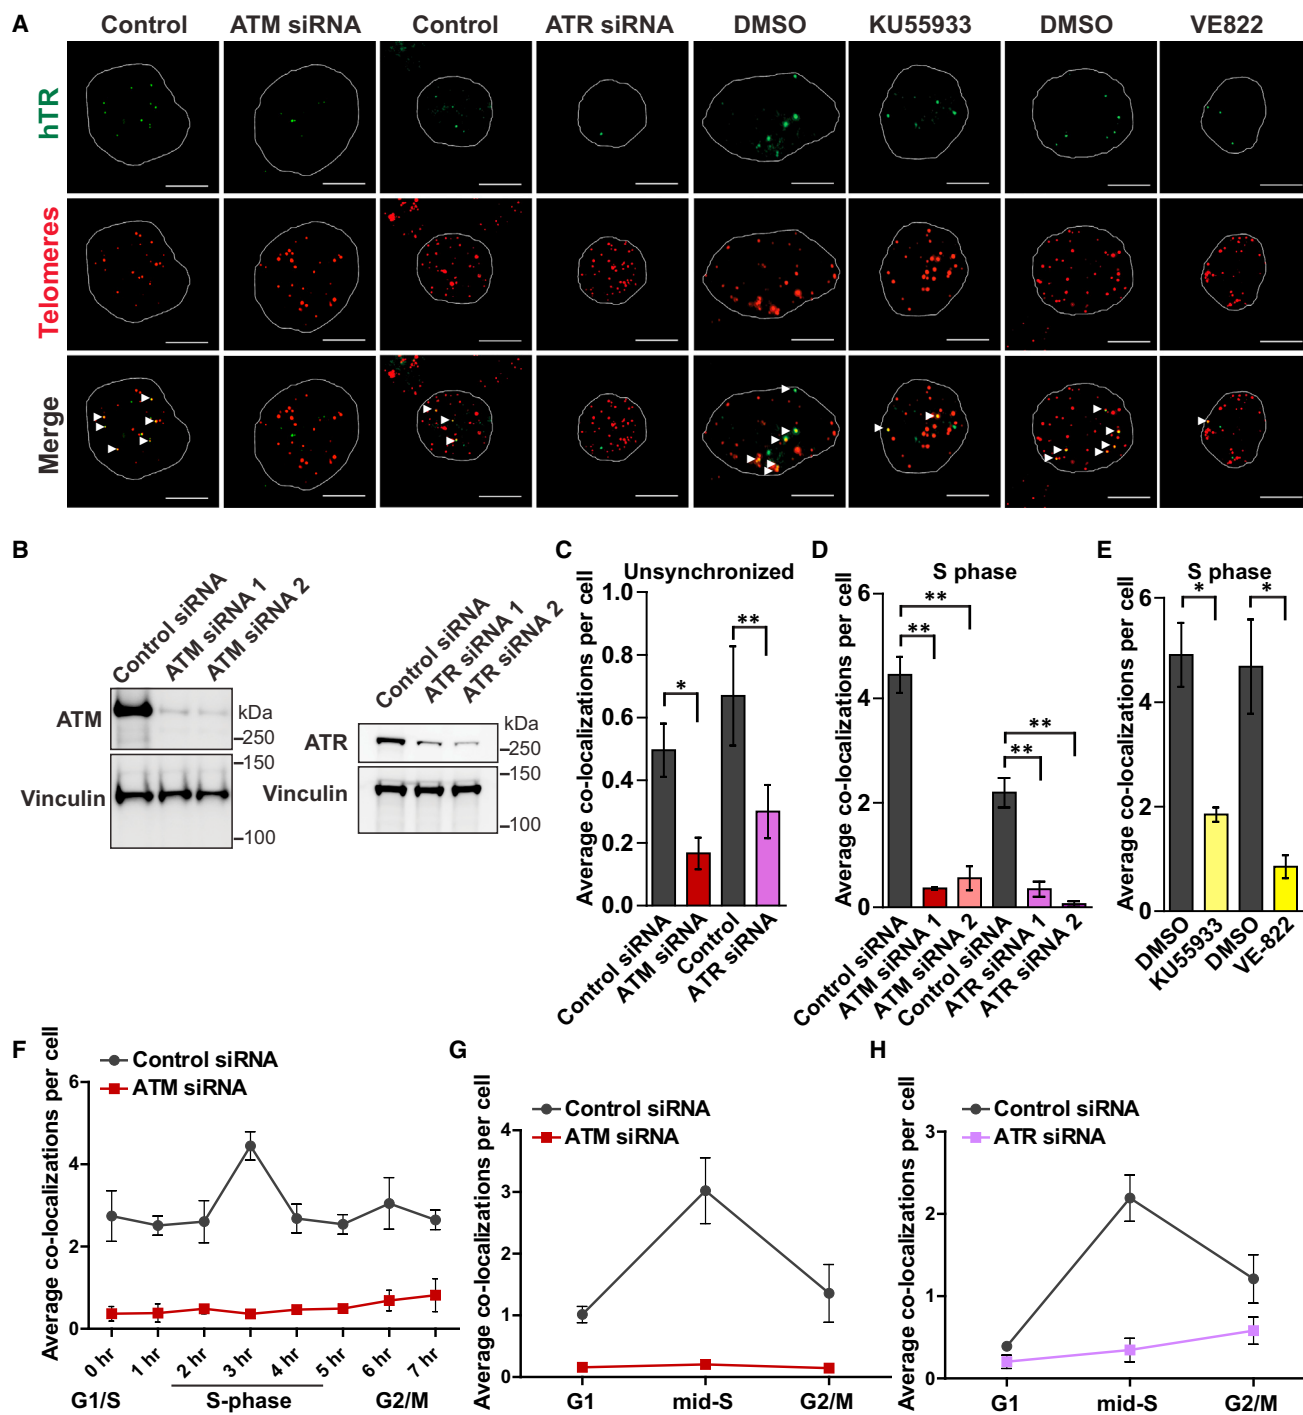 A
Control ATM siRNA Control ATR siRNA DMSO KU55933 DMSO VE822
hTR
Telomeres
Merge
B
Control siRNA
ATM siRNA 1
ATM siRNA 2
ATM
kDa
–250
–150
Vinculin
–100
Control siRNA
ATR siRNA 1
ATR siRNA 2
ATR
kDa
–250
–150
Vinculin
–100
C
Unsynchronized
Average co-localizations per cell
1.0
0.8
0.6
0.4
0.2
0.0
*
**
Control siRNA
ATM siRNA
Control
ATR siRNA
D
S phase
Average co-localizations per cell
6
4
2
0
**
**
**
**
Control siRNA
ATM siRNA 1
ATM siRNA 2
Control siRNA
ATR siRNA 1
ATR siRNA 2
E
S phase
Average co-localizations per cell
6
4
2
0
*
*
DMSO
KU55933
DMSO
VE-822
F
Control siRNA
ATM siRNA
Average co-localizations per cell
6
4
2
0
0 hr
1 hr
2 hr
3 hr
4 hr
5 hr
6 hr
7 hr
G1/S S-phase G2/M
G
Control siRNA
ATM siRNA
Average co-localizations per cell
4
3
2
1
0
G1 mid-S G2/M
H
Control siRNA
ATR siRNA
Average co-localizations per cell
3
2
1
0
G1 mid-S G2/M